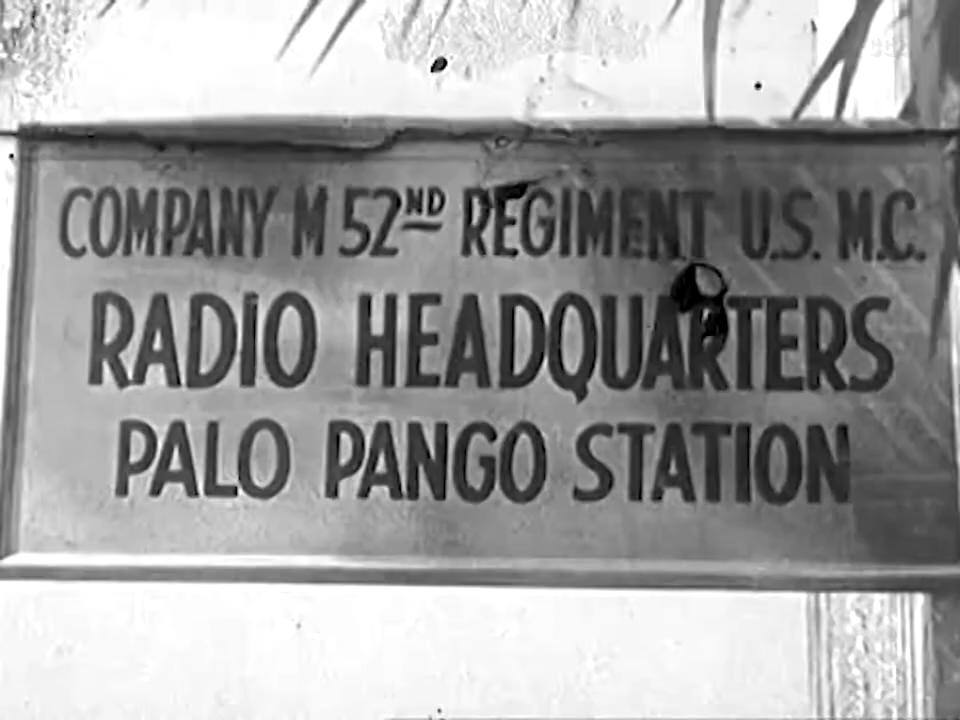 COMPANY M 52ND REGIMENT U.S. M.C.
RADIO HEADQUARTERS
PALO PANGO STATION